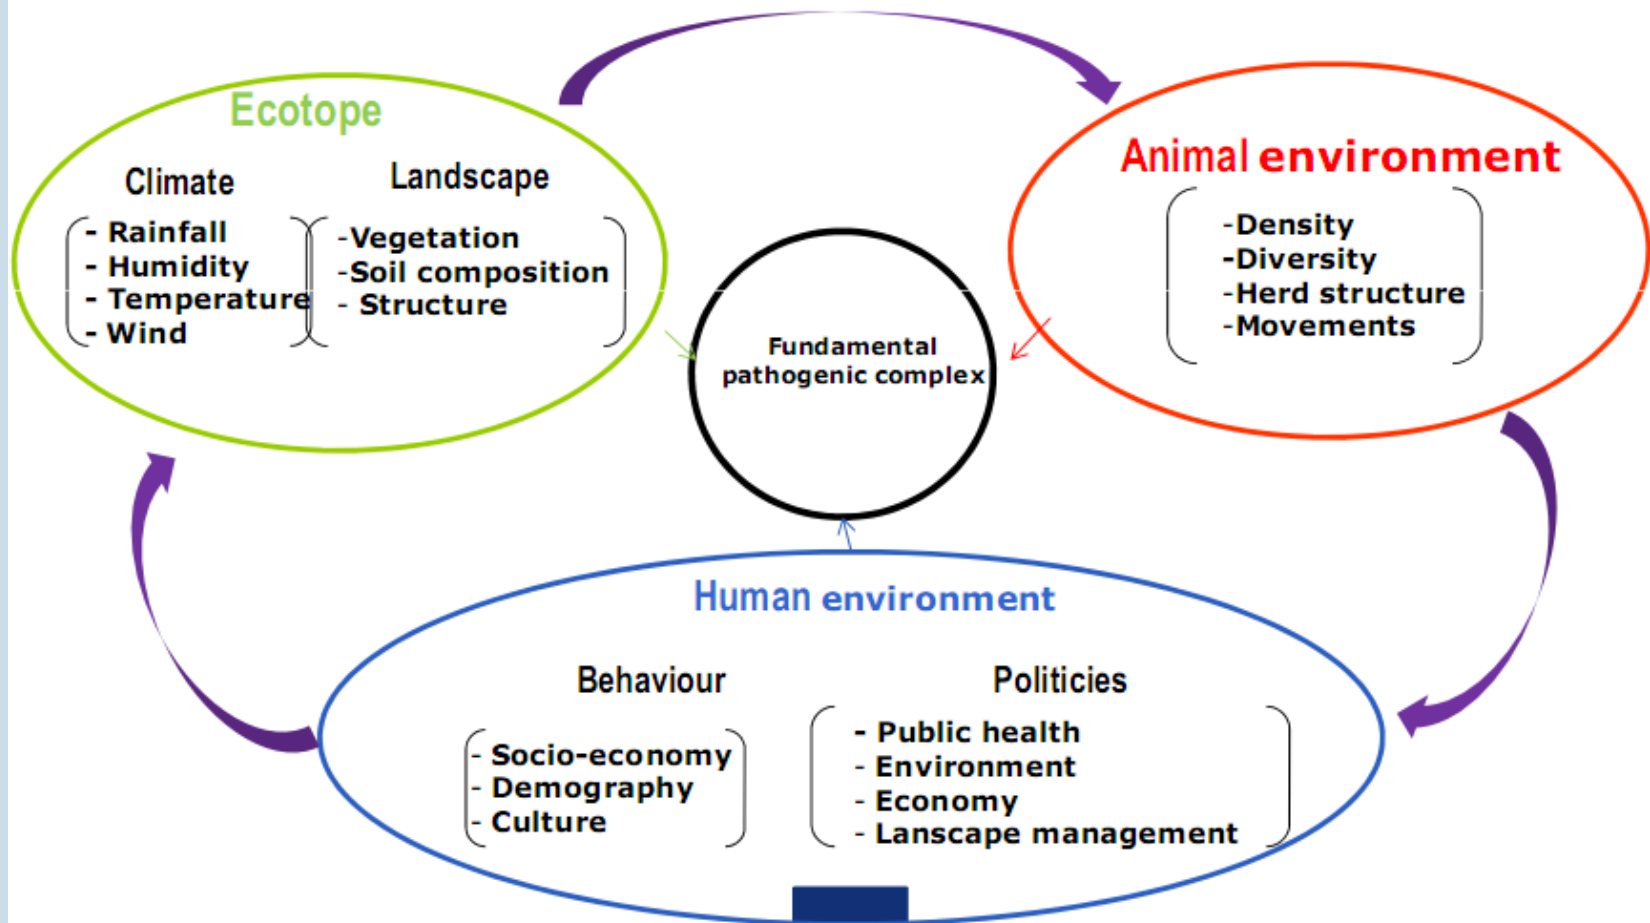 Ecotope
Climate
- Rainfall
- Humidity
- Temperature
- Wind
Landscape
-Vegetation
-Soil composition
- Structure
Animal environment
-Density
-Diversity
-Herd structure
-Movements
Fundamental
pathogenic complex
Human environment
Behaviour
- Socio-economy
- Demography
- Culture
Politicies
- Public health
- Environment
- Economy
- Lanscape management